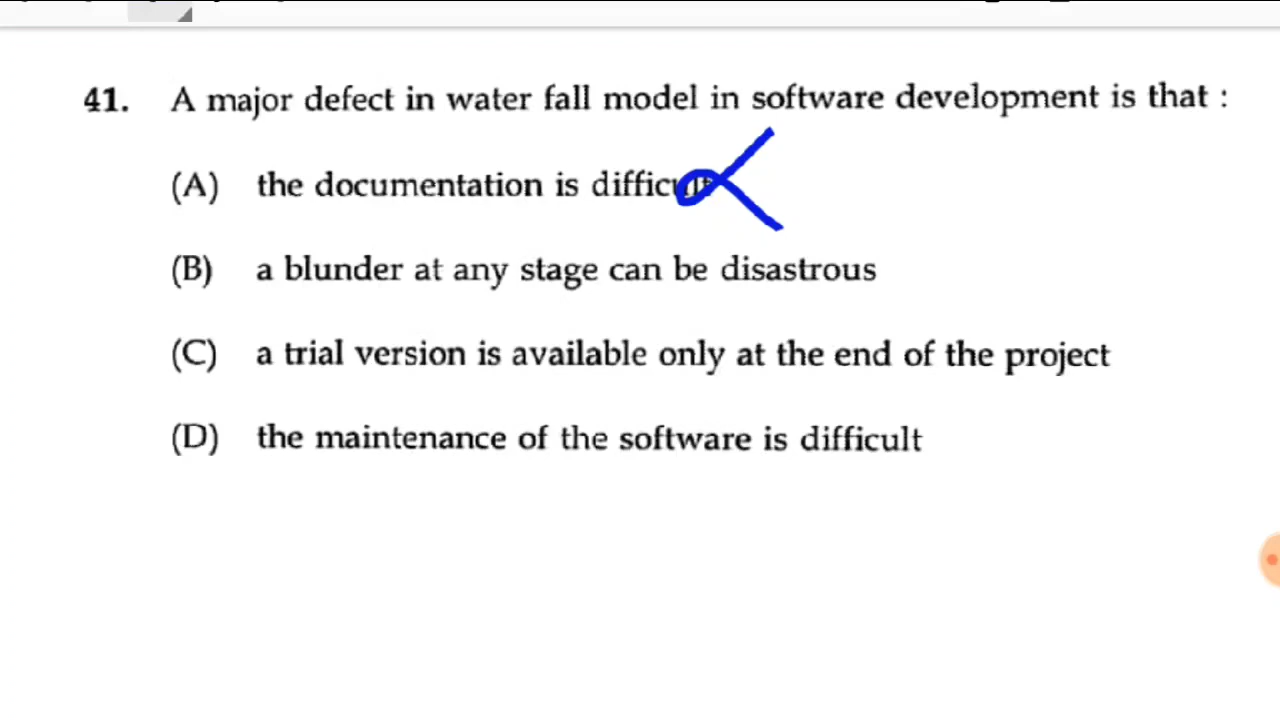 41. A major defect in water fall model in software development is that :
(A) the documentation is difficult
(B) a blunder at any stage can be disastrous
(C) a trial version is available only at the end of the project
(D) the maintenance of the software is difficult